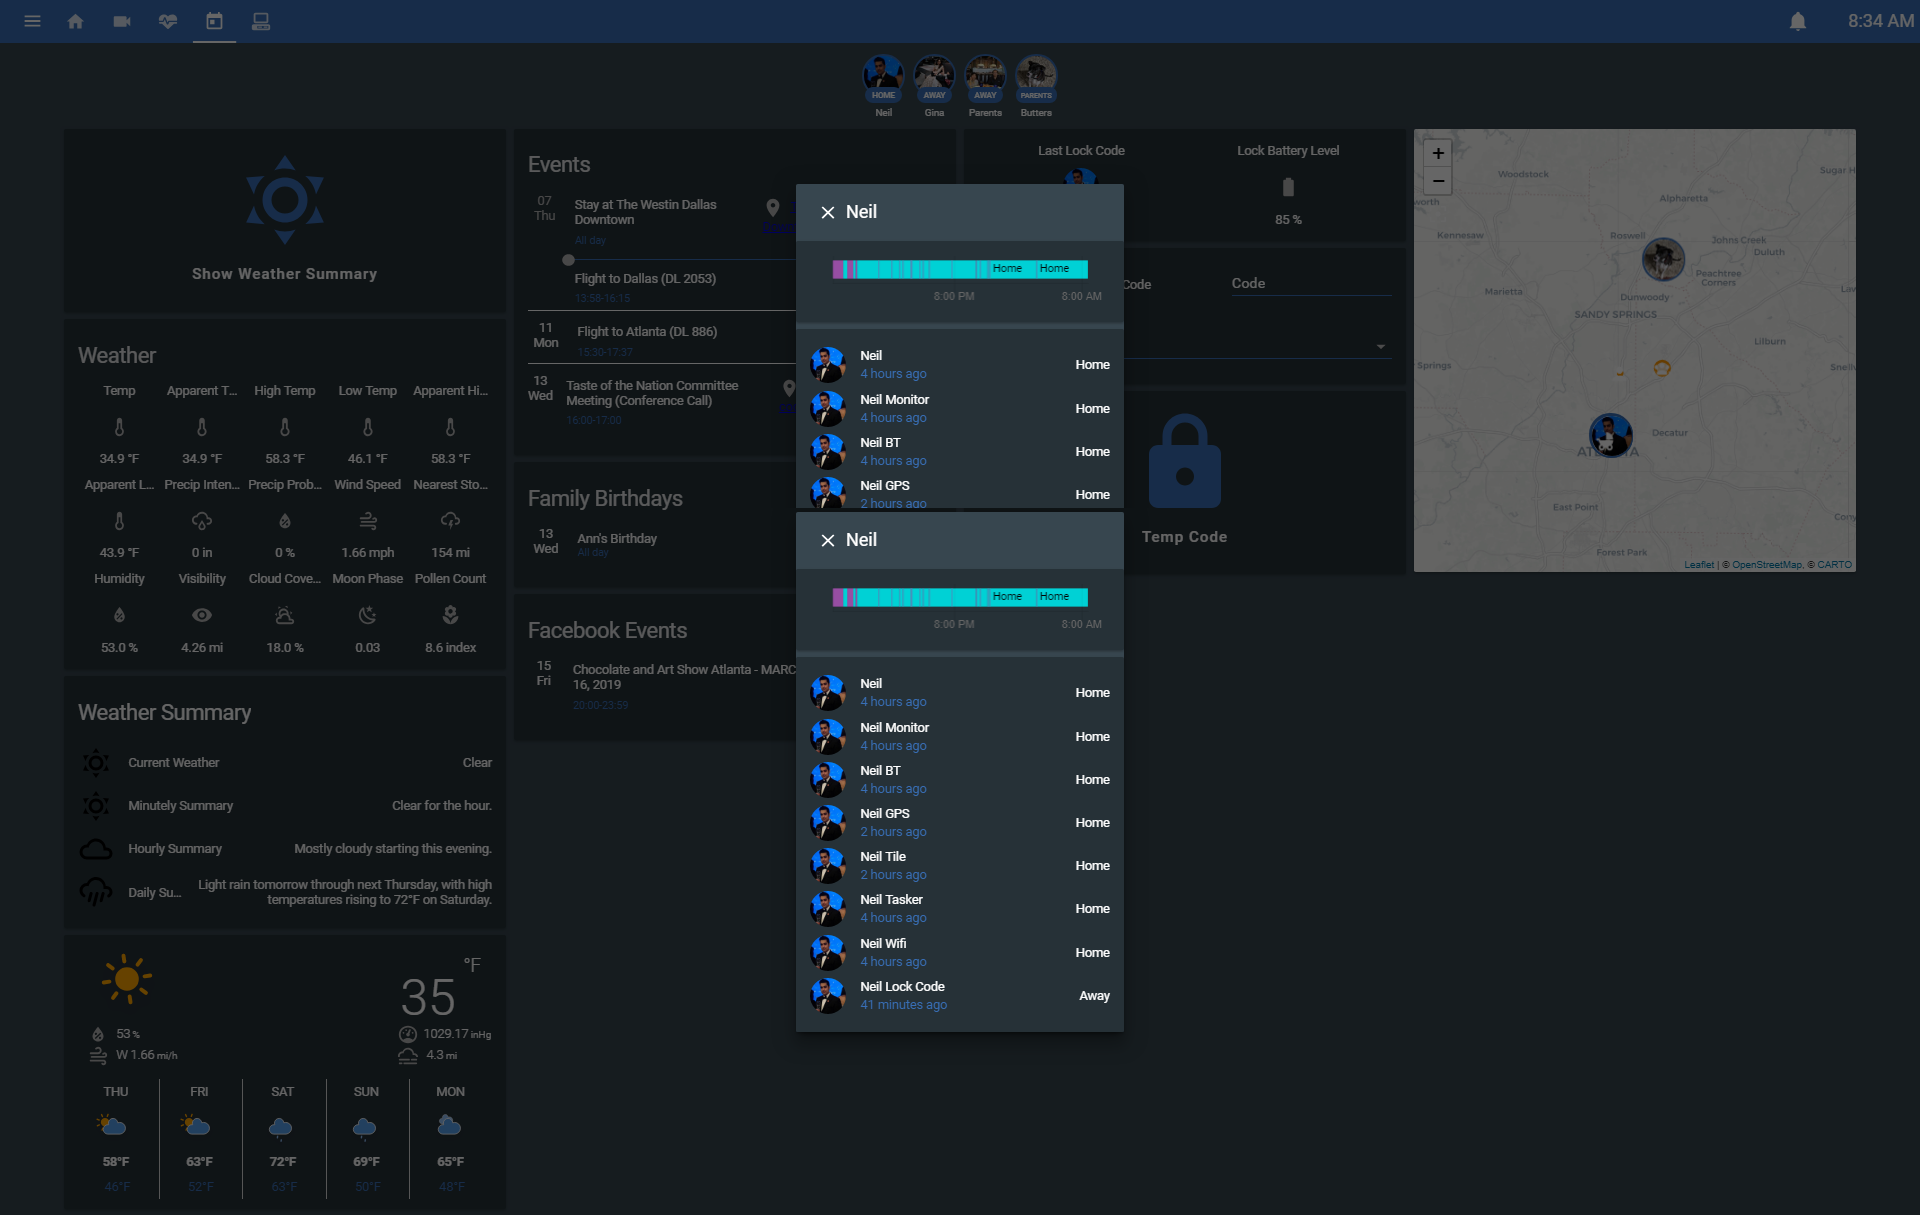 8:34 AM
HOME
AWAY
AWAY
PARENTS
Neil
Gina
Parents
Butters
Show Weather Summary
Weather
Temp
Apparent T...
High Temp
Low Temp
Apparent Hi...
34.9 °F
34.9 °F
58.3 °F
46.1 °F
58.3 °F
Apparent L...
Precip Inten...
Precip Prob...
Wind Speed
Nearest Sto...
43.9 °F
0 in
0 %
1.66 mph
154 mi
Humidity
Visibility
Cloud Cove...
Moon Phase
Pollen Count
53.0 %
4.26 mi
18.0 %
0.03
8.6 index
Weather Summary
Current Weather
Clear
Minutely Summary
Clear for the hour.
Hourly Summary
Mostly cloudy starting this evening.
Daily Su...
Light rain tomorrow through next Thursday, with high
temperatures rising to 72°F on Saturday.
35
°F
53 %
1029.17 inHg
W 1.66 mi/h
4.3 mi
THU
FRI
SAT
SUN
MON
58°F
63°F
72°F
69°F
65°F
46°F
52°F
63°F
50°F
48°F
Events
07
Thu
Stay at The Westin Dallas
Downtown
All day
Flight to Dallas (DL 2053)
13:58-16:15
11
Mon
Flight to Atlanta (DL 886)
15:30-17:37
13
Wed
Taste of the Nation Committee
Meeting (Conference Call)
16:00-17:00
Family Birthdays
13
Wed
Ann's Birthday
All day
Facebook Events
15
Fri
Chocolate and Art Show Atlanta - MARC
16, 2019
20:00-23:59
Neil
Home
Home
8:00 PM
8:00 AM
Neil
4 hours ago
Home
Neil Monitor
4 hours ago
Home
Neil BT
4 hours ago
Home
Neil GPS
2 hours ago
Home
Neil
Home
Home
8:00 PM
8:00 AM
Neil
4 hours ago
Home
Neil Monitor
4 hours ago
Home
Neil BT
4 hours ago
Home
Neil GPS
2 hours ago
Home
Neil Tile
2 hours ago
Home
Neil Tasker
4 hours ago
Home
Neil Wifi
4 hours ago
Home
Neil Lock Code
41 minutes ago
Away
Last Lock Code
Lock Battery Level
85 %
Code
Code
Temp Code
+
−
Woodstock
Sugar H
worth
Alpharetta
Kennesaw
Roswell
Johns Creek
Duluth
Peachtree
Corners
Marietta
Dunwoody
Law
SANDY SPRINGS
Lilburn
Springs
Snell
Decatur
East Point
Cony
Forest Park
Leaflet | © OpenStreetMap, © CARTO